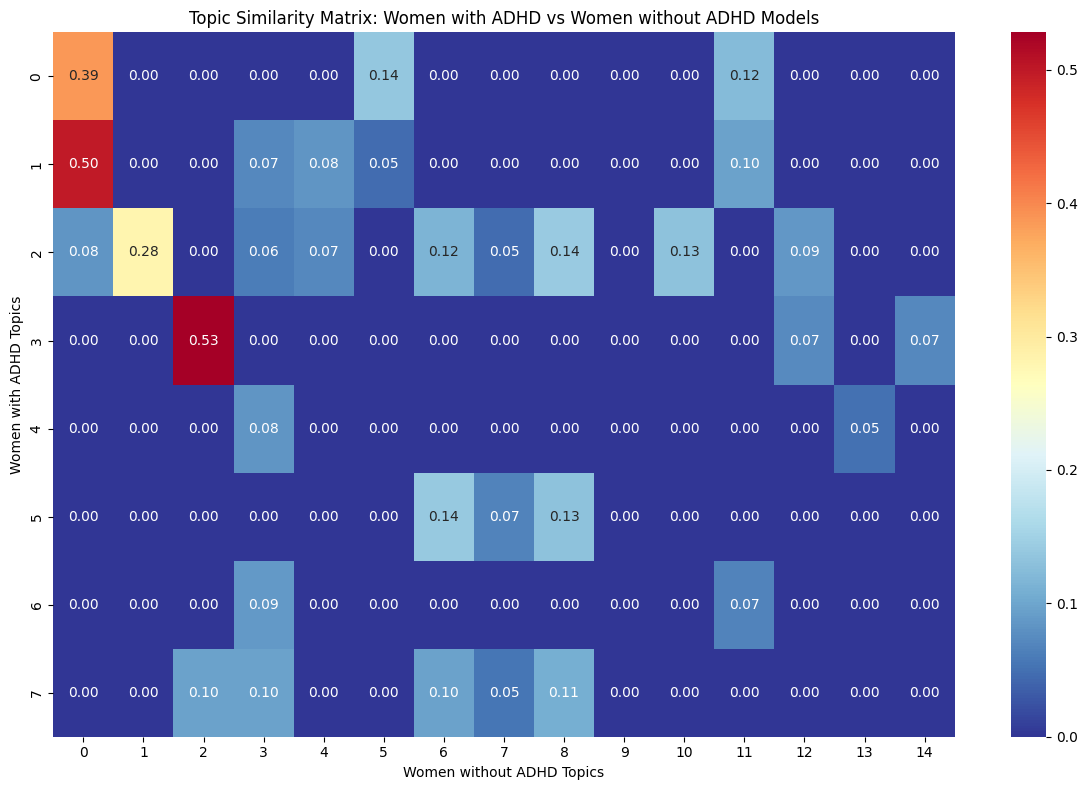 Topic Similarity Matrix: Women with ADHD vs Women without ADHD Models
Women with ADHD Topics
0 0.39 0.00 0.00 0.00 0.00 0.14 0.00 0.00 0.00 0.00 0.00 0.12 0.00 0.00 0.00
1 0.50 0.00 0.00 0.07 0.08 0.05 0.00 0.00 0.00 0.00 0.00 0.10 0.00 0.00 0.00
2 0.08 0.28 0.00 0.06 0.07 0.00 0.12 0.05 0.14 0.00 0.13 0.00 0.09 0.00 0.00
3 0.00 0.00 0.53 0.00 0.00 0.00 0.00 0.00 0.00 0.00 0.00 0.00 0.07 0.00 0.07
4 0.00 0.00 0.00 0.08 0.00 0.00 0.00 0.00 0.00 0.00 0.00 0.00 0.00 0.05 0.00
5 0.00 0.00 0.00 0.00 0.00 0.00 0.14 0.07 0.13 0.00 0.00 0.00 0.00 0.00 0.00
6 0.00 0.00 0.00 0.09 0.00 0.00 0.00 0.00 0.00 0.00 0.00 0.07 0.00 0.00 0.00
7 0.00 0.00 0.10 0.10 0.00 0.00 0.10 0.05 0.11 0.00 0.00 0.00 0.00 0.00 0.00
0 1 2 3 4 5 6 7 8 9 10 11 12 13 14
Women without ADHD Topics
0.5
0.4
0.3
0.2
0.1
0.0